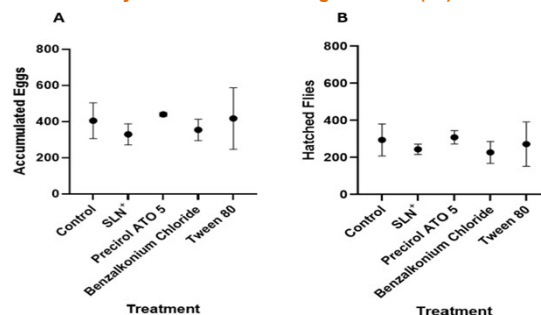 A
Accumulated Eggs
800
600
400
200
0
Control
SLN+
Precirol ATO 5
Benzalkonium Chloride
Tween 80
Treatment
B
Hatched Flies
800
600
400
200
0
Control
SLN+
Precirol ATO 5
Benzalkonium Chloride
Tween 80
Treatment